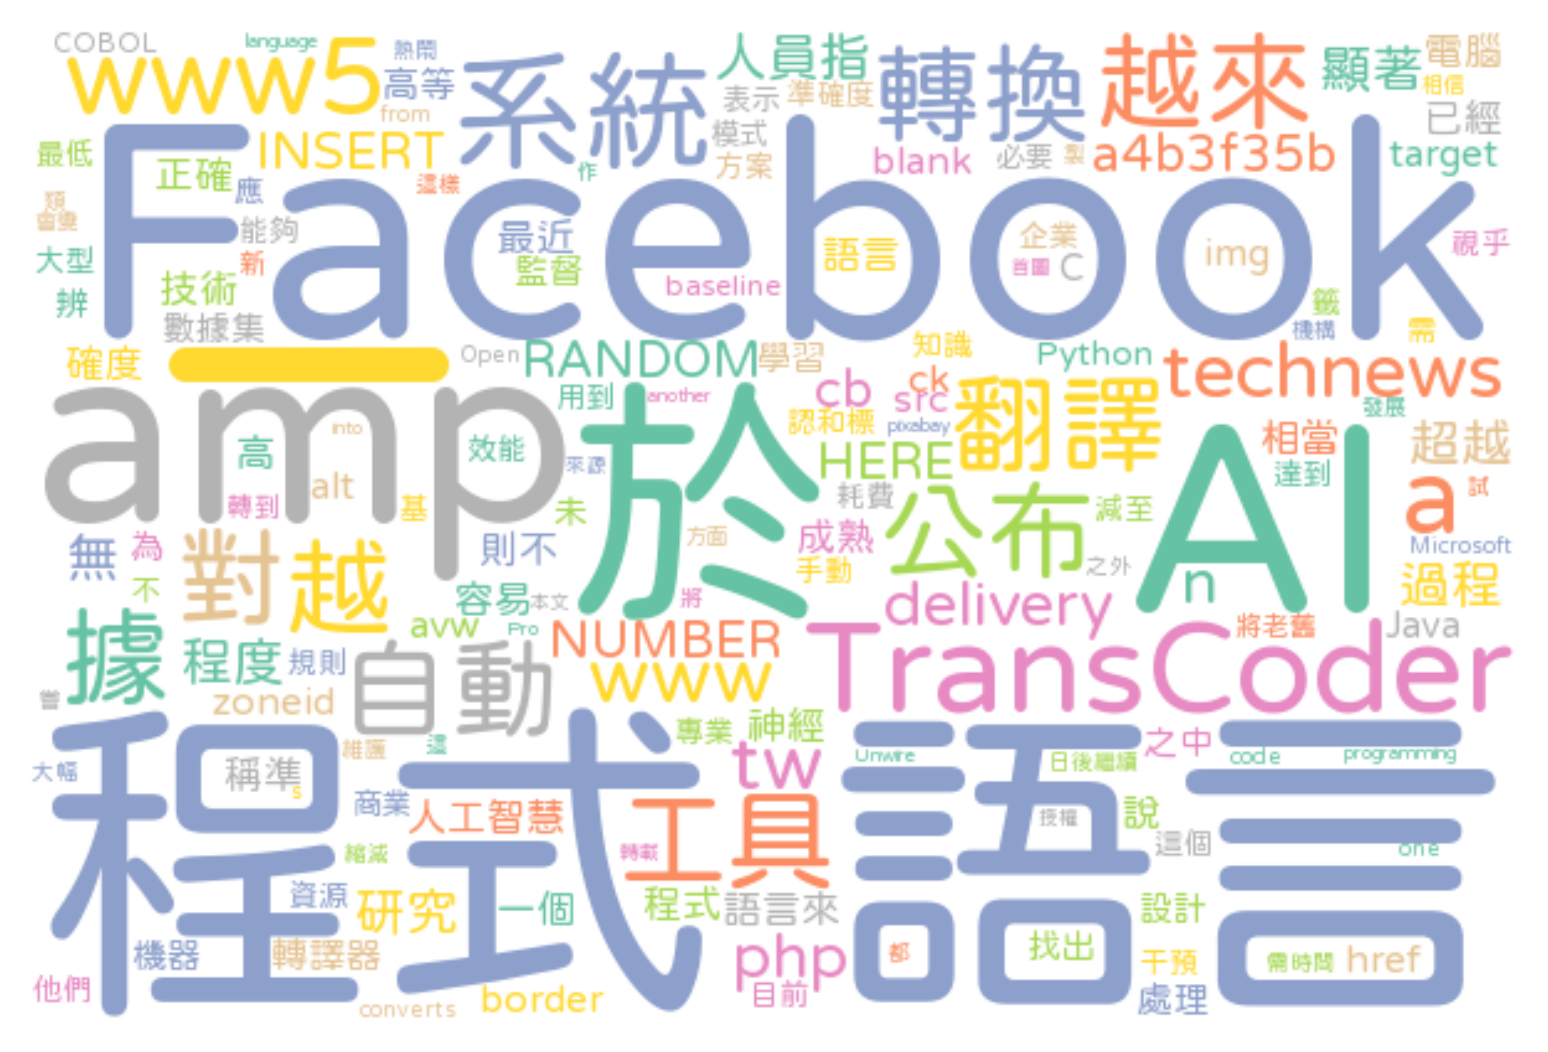 COBOL
language
熱鬧
www5
高等
from
系統
人員指
表示
準確度
模式
方案
轉換
越來
顯著
電腦
相信
已經
最低
正確
INSERT
應
這樣
作
blank
必要
製
a4b3f35b
target
Facebook
類
會變
大型
辨
能夠
新
技術
數據集
最近
監督
baseline
語言
企業
首圖
C
img
視乎
籤
機構
需
確度
_
Open
RANDOM
學習
知識
Python
technews
amp
高
into
alt
轉到
基
效能
來源
未
用到
another
於
cb
ck
src
認和標
pixabay
HERE
翻譯
耗費
公布
減至
AI
相當
達到
發展
超越
a
試
Microsoft
過程
無
為
不
對
越
則不
容易
本文
方面
成熟
手動
之外
將
n
delivery
將老舊
Java
據
程度
規則
avw
Pro
NUMBER
www
TransCoder
zoneid
自動
嘗
程式
語言
大幅
稱準
s
維護
這
專業
神經
tw
Unwire
日後繼續
之中
code
programming
商業
人工智慧
工具
縮減
轉載
授權
說
這個
one
資源
研究
一個
程式
語言來
設計
機器
轉譯器
php
都
找出
干預
需時間
href
他們
converts
border
目前
處理